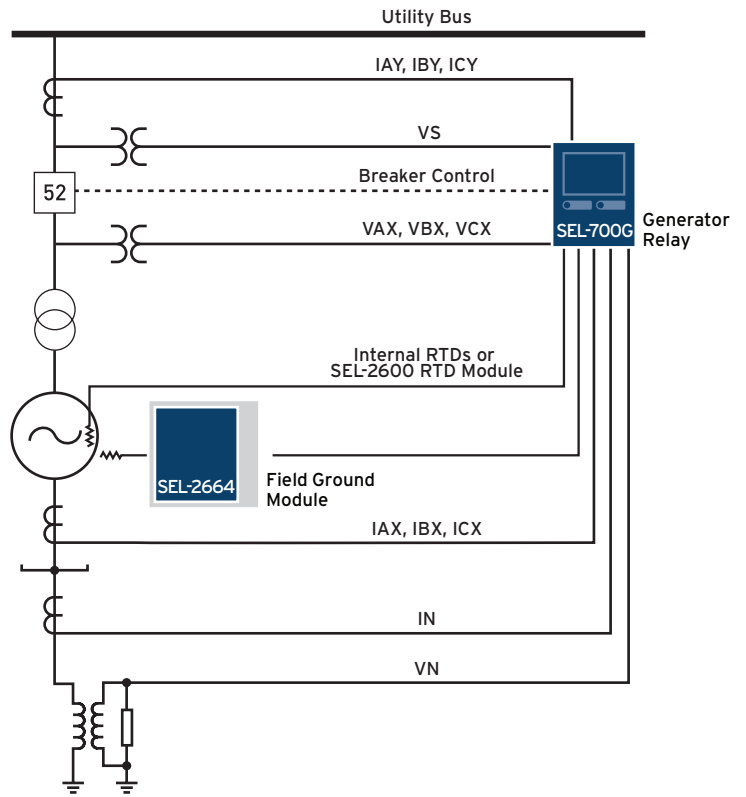 Utility Bus
IAY, IBY, ICY
VS
Breaker Control
52
VAX, VBX, VCX
SEL-700G
Generator
Relay
Internal RTDs or
SEL-2600 RTD Module
SEL-2664
Field Ground
Module
IAX, IBX, ICX
IN
VN